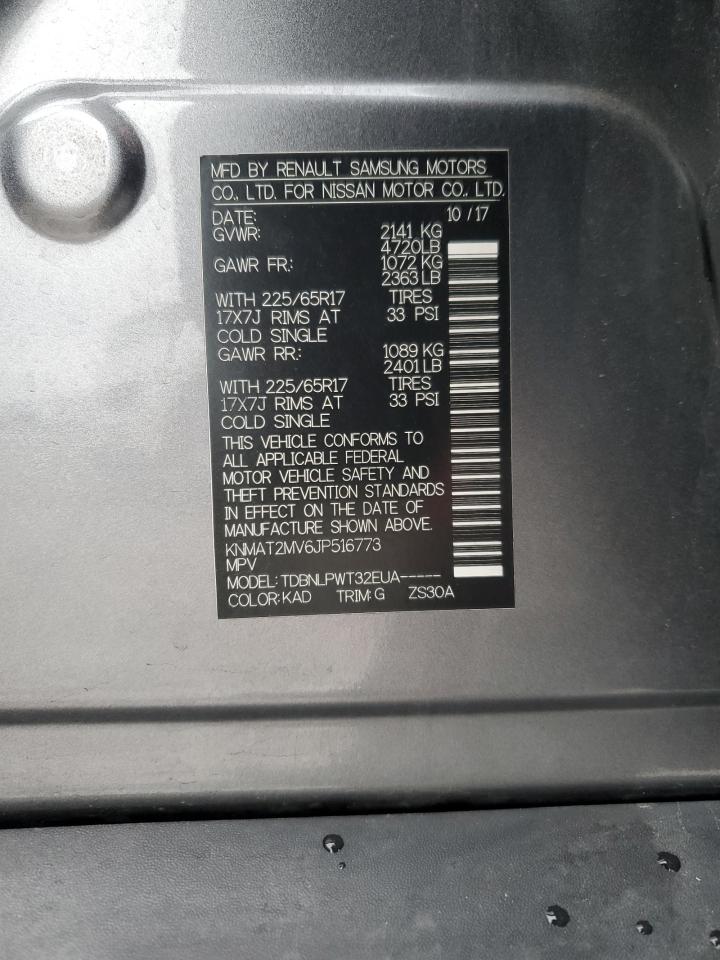 MFD BY RENAULT SAMSUNG MOTORS
CO., LTD. FOR NISSAN MOTOR CO., LTD.
DATE: 10 /17
GVWR: 2141 KG
4720LB
GAWR FR.: 1072 KG
2363LB
WITH 225/65R17 TIRES
17X7J RIMS AT 33 PSI
COLD SINGLE
GAWR RR.: 1089 KG
2401LB
WITH 225/65R17 TIRES
17X7J RIMS AT 33 PSI
COLD SINGLE
THIS VEHICLE CONFORMS TO
ALL APPLICABLE FEDERAL
MOTOR VEHICLE SAFETY AND
THEFT PREVENTION STANDARDS
IN EFFECT ON THE DATE OF
MANUFACTURE SHOWN ABOVE.
KNMAT2MV6JP516773
MPV
MODEL: TDBNLPWT32EUA-----
COLOR: KAD TRIM: G ZS30A